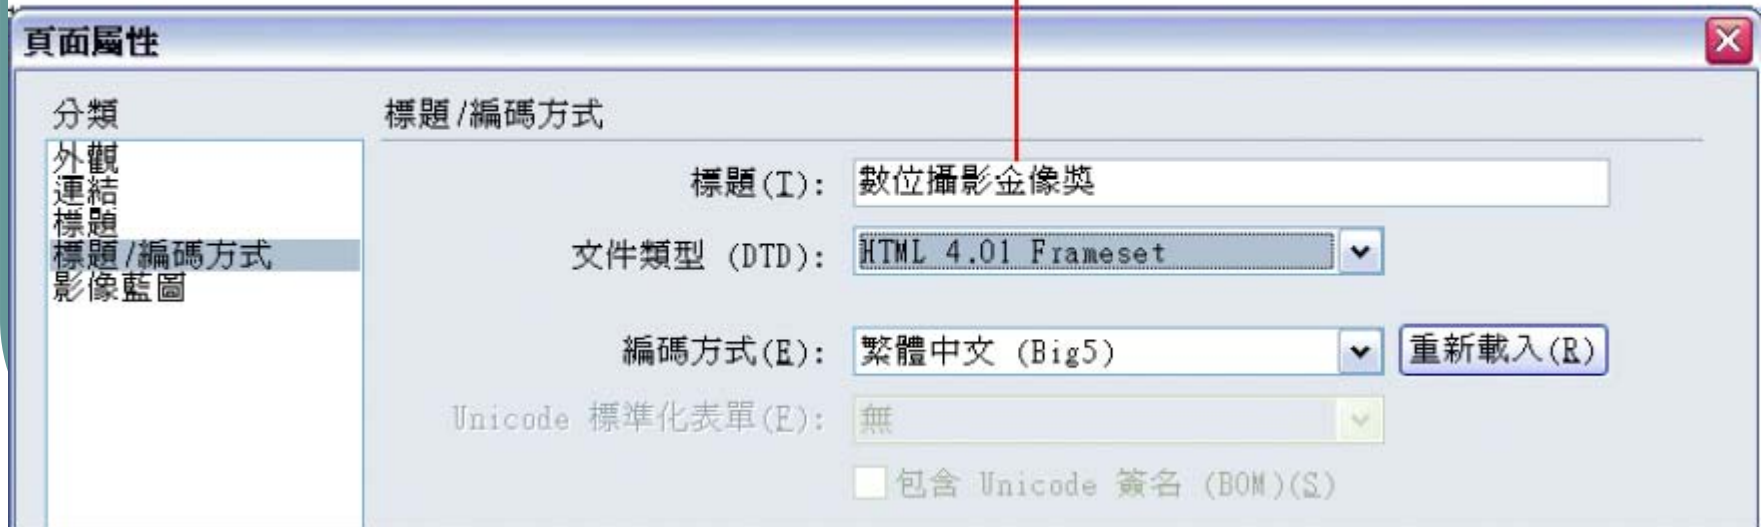 頁面屬性
分類
外觀
連結
標題
標題/編碼方式
影像藍圖
標題/編碼方式
標題(T): 數位攝影金像獎
文件類型 (DTD): HTML 4.01 Frameset
編碼方式(E): 繁體中文 (Big5) 重新載入(R)
Unicode 標準化表單(F): 無
包含 Unicode 簽名 (BOM)(S)